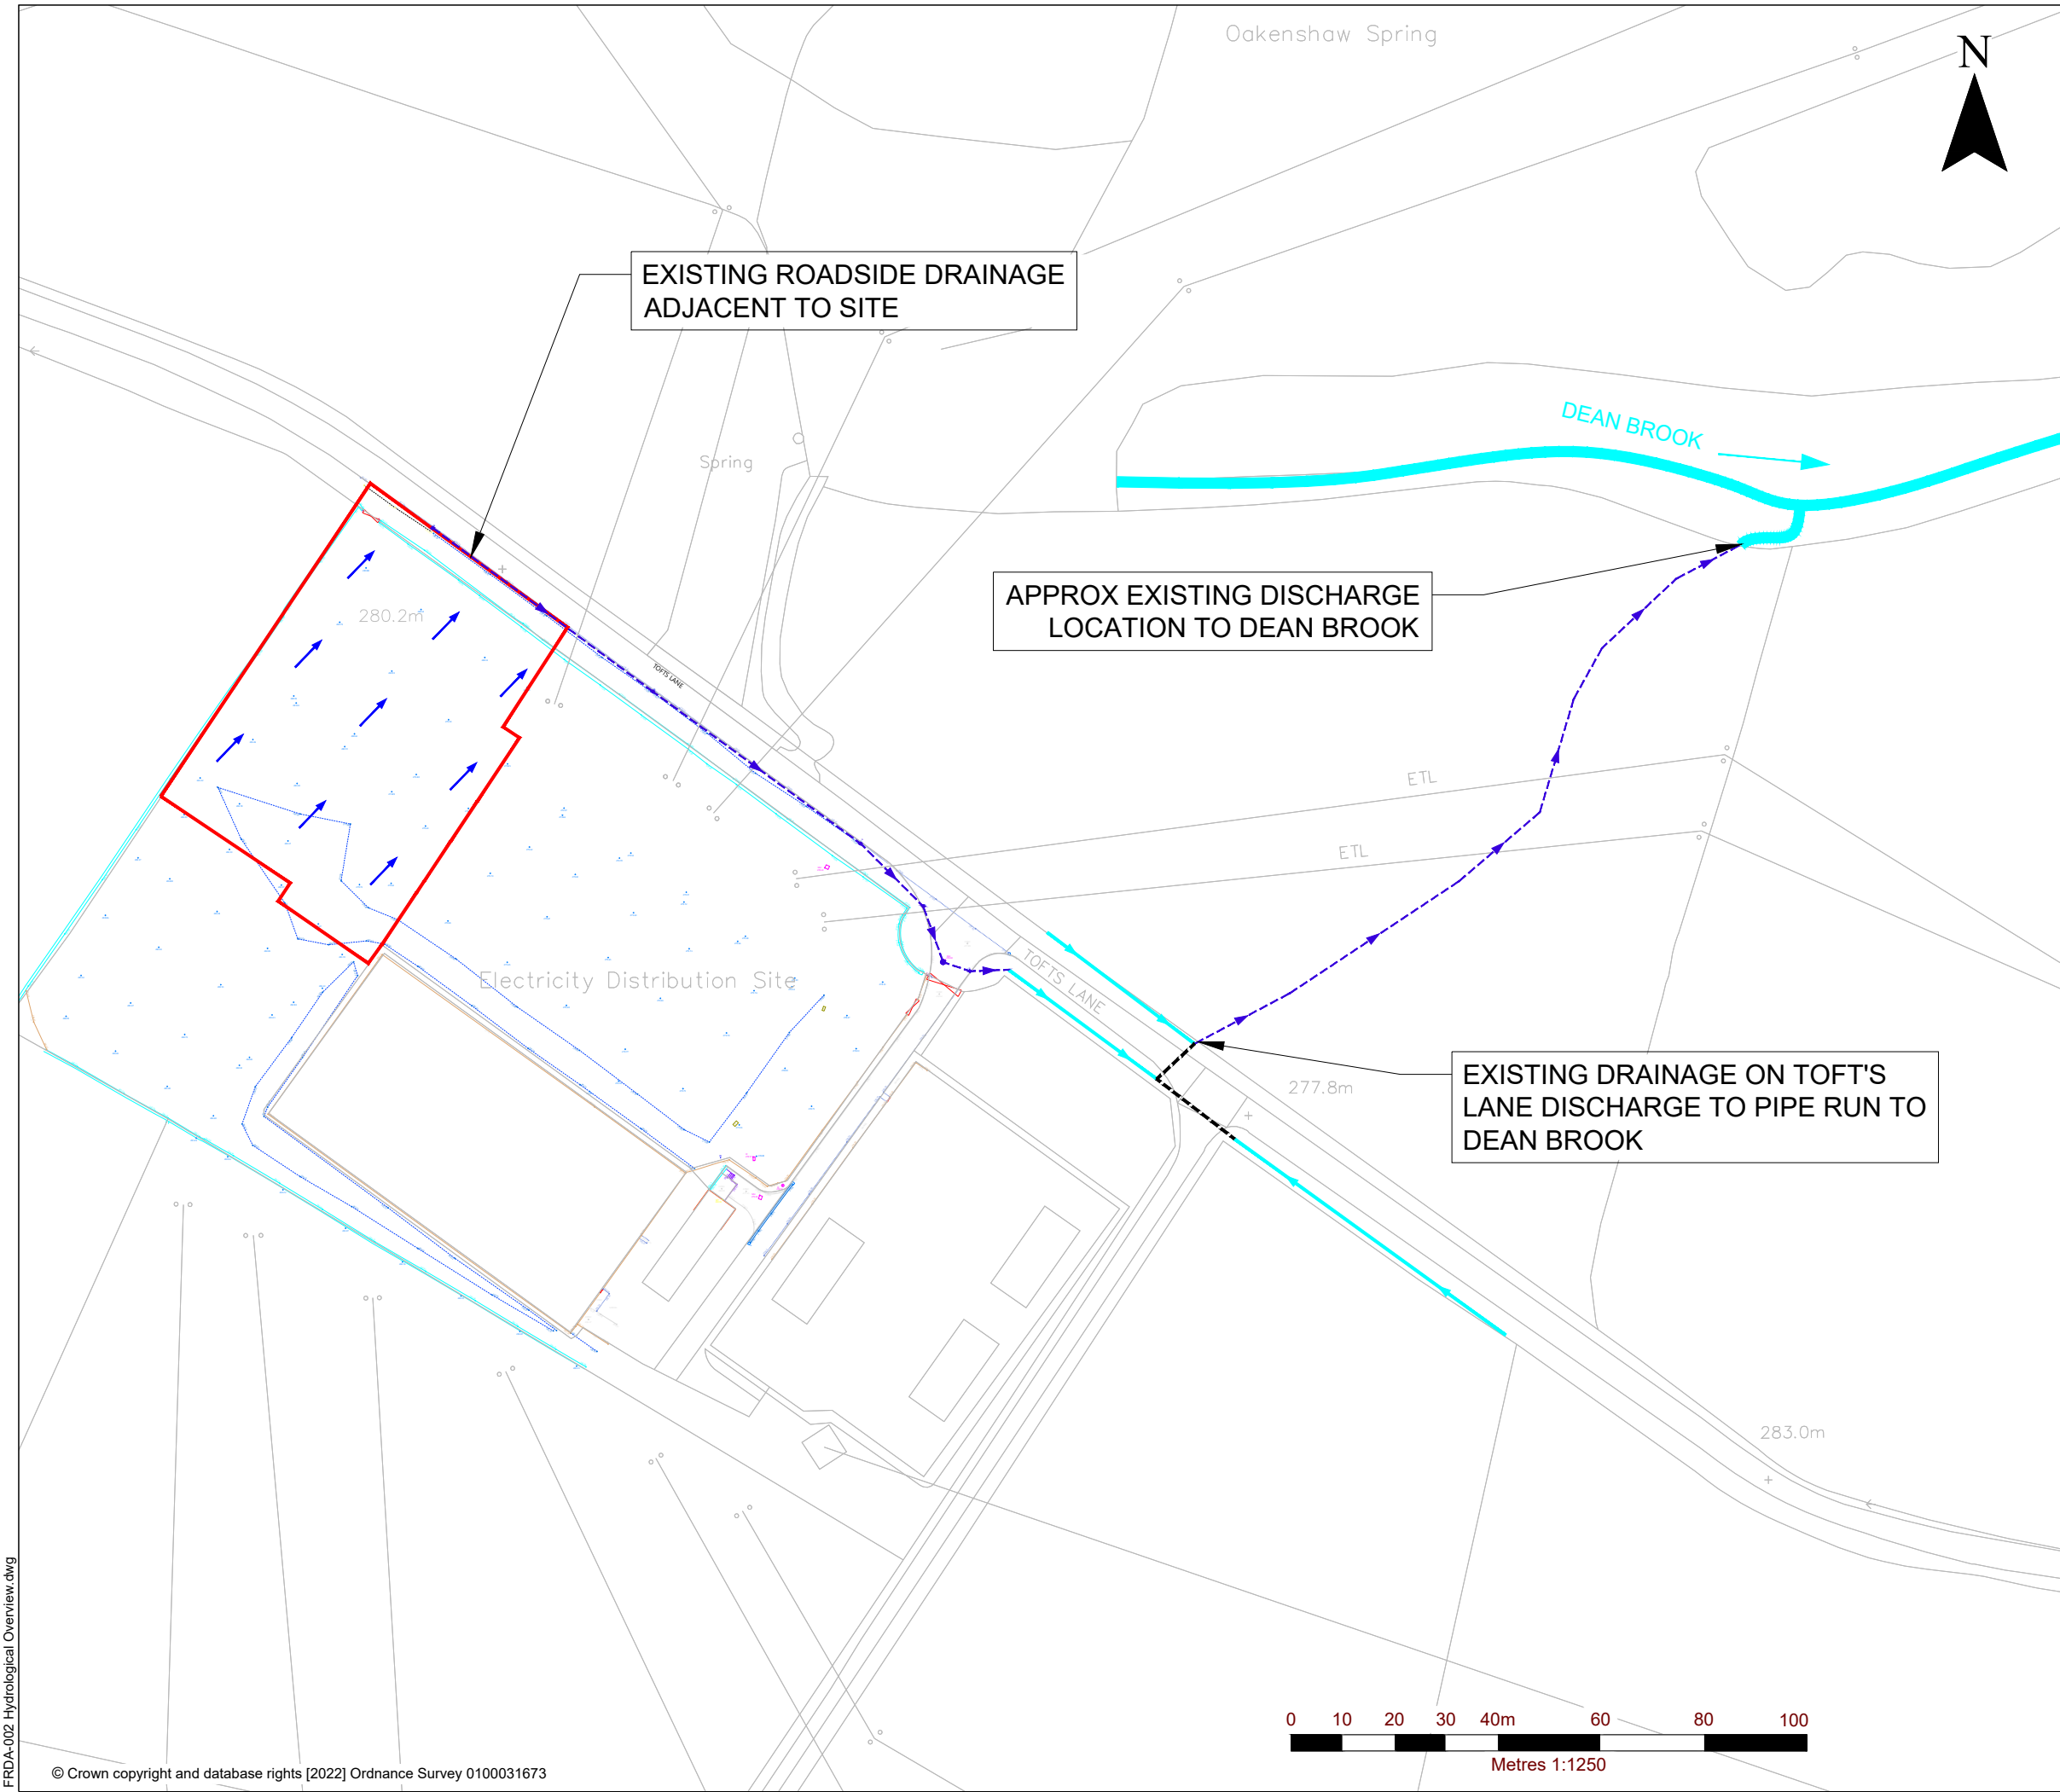 Oakenshaw Spring
N
EXISTING ROADSIDE DRAINAGE
ADJACENT TO SITE
DEAN BROOK
Spring
APPROX EXISTING DISCHARGE
LOCATION TO DEAN BROOK
280.2m
TOFTS LANE
ETL
ETL
Electricity Distribution Site
TOFTS LANE
EXISTING DRAINAGE ON TOFT'S
LANE DISCHARGE TO PIPE RUN TO
DEAN BROOK
277.8m
283.0m
0 10 20 30 40m 60 80 100
Metres 1:1250
FRDA-002 Hydrological Overview.dwg
© Crown copyright and database rights [2022] Ordnance Survey 0100031673